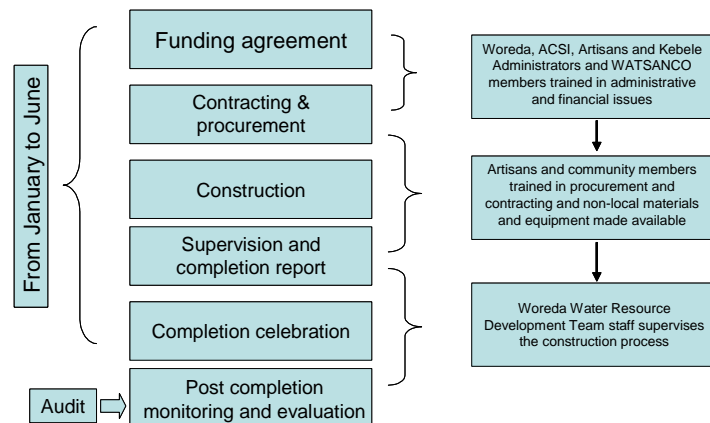 From January to June
Funding agreement
Contracting &
procurement
Construction
Supervision and
completion report
Completion celebration
Audit
Post completion
monitoring and evaluation
Woreda, ACSI, Artisans and Kebele
Administrators and WATSANCO
members trained in administrative
and financial issues
Artisans and community members
trained in procurement and
contracting and non-local materials
and equipment made available
Woreda Water Resource
Development Team staff supervises
the construction process